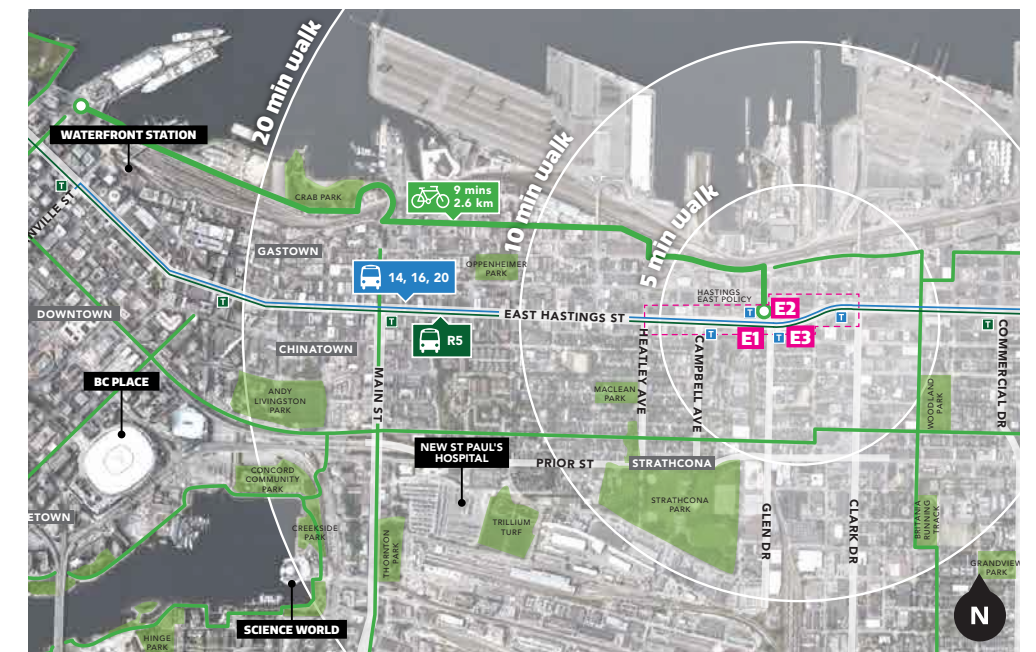 20 min walk
WATERFRONT STATION
CRAB PARK
9 mins
2.6 km
10 min walk
5 min walk
T
NVILLE ST
GASTOWN
OPPENHEIMER
PARK
14, 16, 20
HASTINGS
EAST POLICY
T
E2
T
T
DOWNTOWN
EAST HASTINGS ST
T
R5
T
E1
T
E3
T
CHINATOWN
HEATLEY AVE
CAMPBELL AVE
COMMERCIAL DR
BC PLACE
MAIN ST
ANDY
LIVINGSTON
PARK
MACLEAN
PARK
WOODLAND
PARK
NEW ST PAUL'S
HOSPITAL
PRIOR ST
STRATHCONA
CONCORD
COMMUNITY
PARK
STRATHCONA
PARK
ETOWN
CREEKSIDE
PARK
TRILLIUM
TURF
GLEN DR
CLARK DR
BRITANIA
RUNNING
TRACK
THORNTON
PARK
GRANDVIEW
PARK
SCIENCE WORLD
HINGE
PARK
N